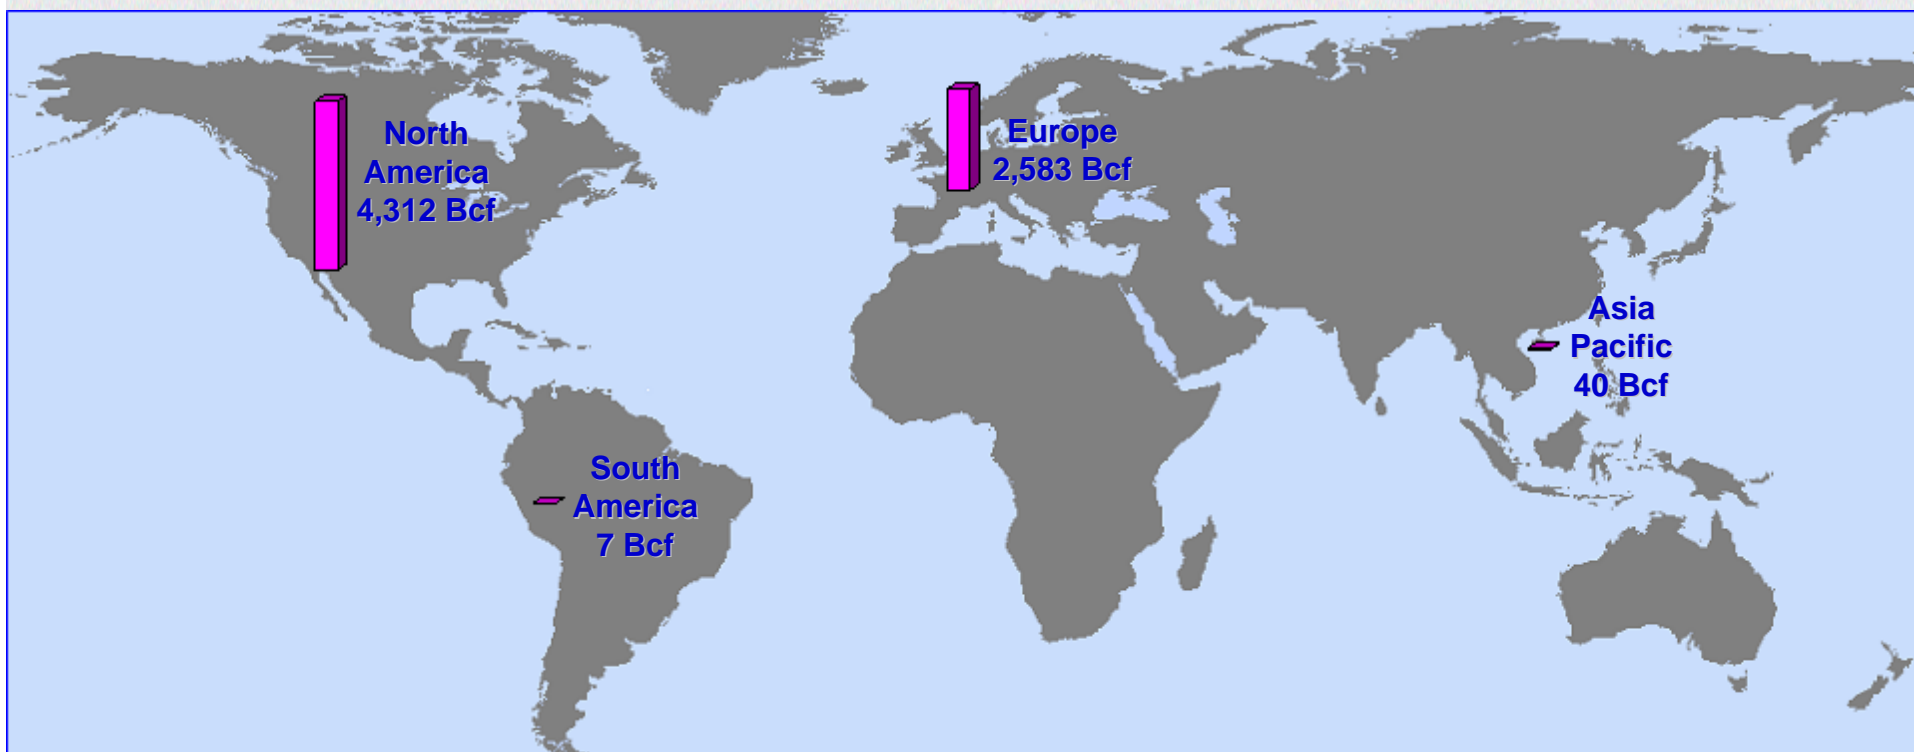 North
America
4,312 Bcf
Europe
2,583 Bcf
Asia
Pacific
40 Bcf
South
America
7 Bcf